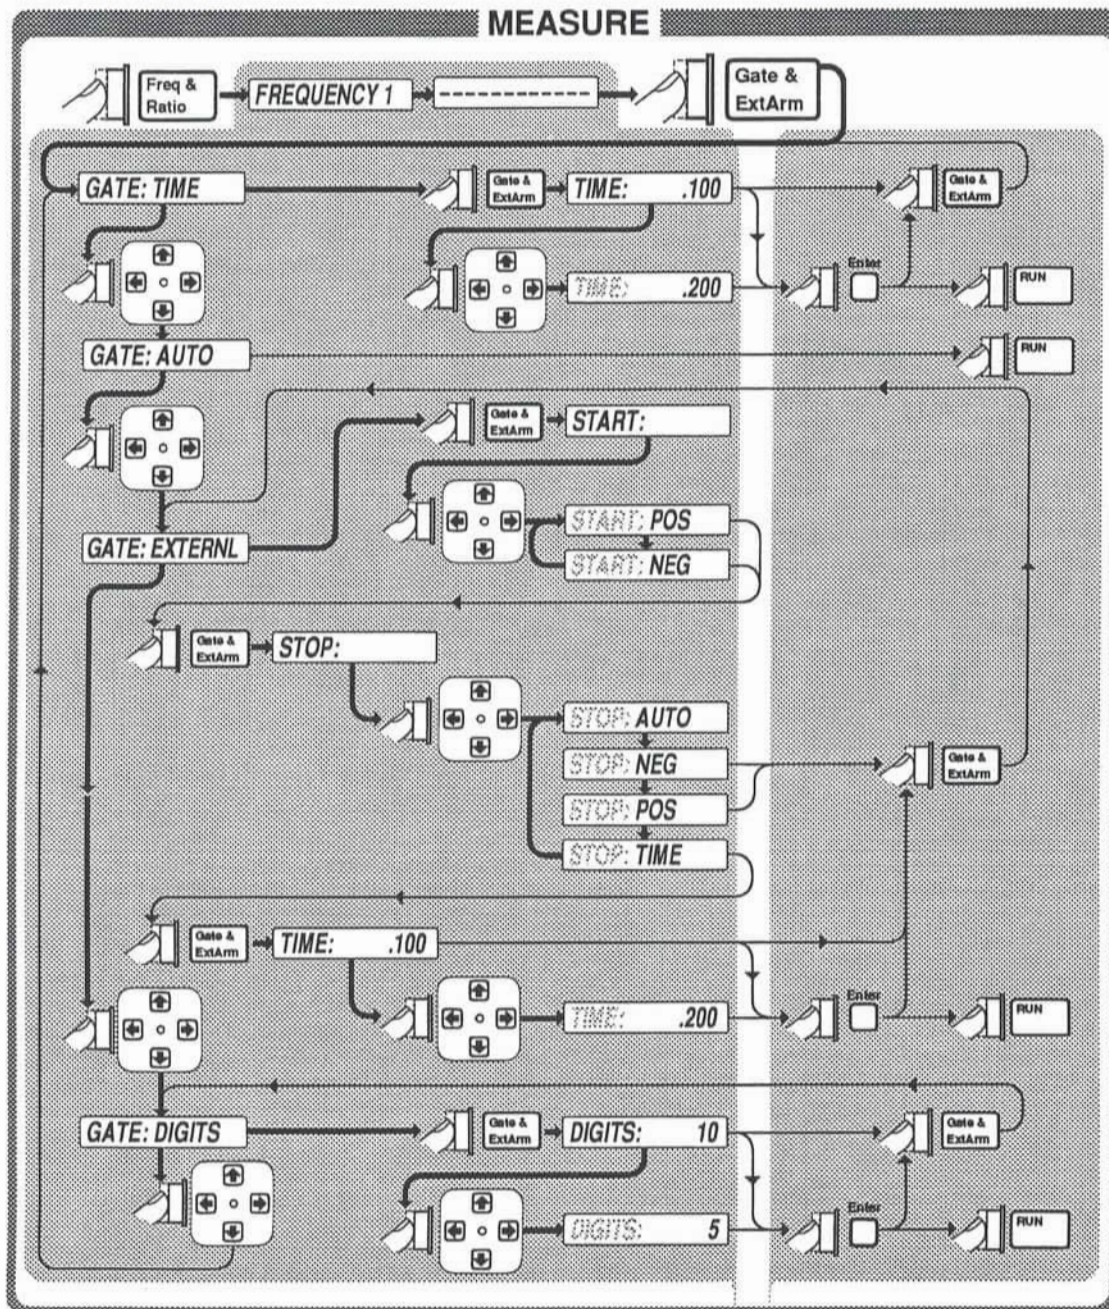 MEASURE
Freq &
Ratio
FREQUENCY 1
------------
Gate &
ExtArm
GATE: TIME
Gate &
ExtArm
TIME: .100
Gate &
ExtArm
TIME: .200
Enter
RUN
GATE: AUTO
RUN
Gate &
ExtArm
START:
START: POS
GATE: EXTERNL
START: NEG
Gate &
ExtArm
STOP:
STOP: AUTO
STOP: NEG
Gate &
ExtArm
STOP: POS
STOP: TIME
Gate &
ExtArm
TIME: .100
TIME: .200
Enter
RUN
GATE: DIGITS
Gate &
ExtArm
DIGITS: 10
Gate &
ExtArm
DIGITS: 5
Enter
RUN